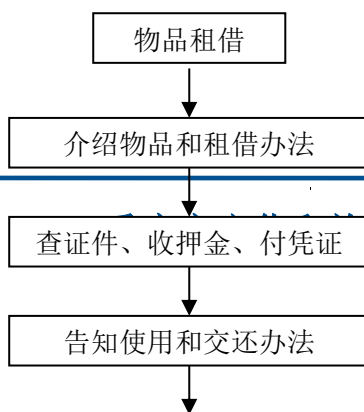 物品租借
介绍物品和租借办法
查证件、收押金、付凭证
告知使用和交还办法